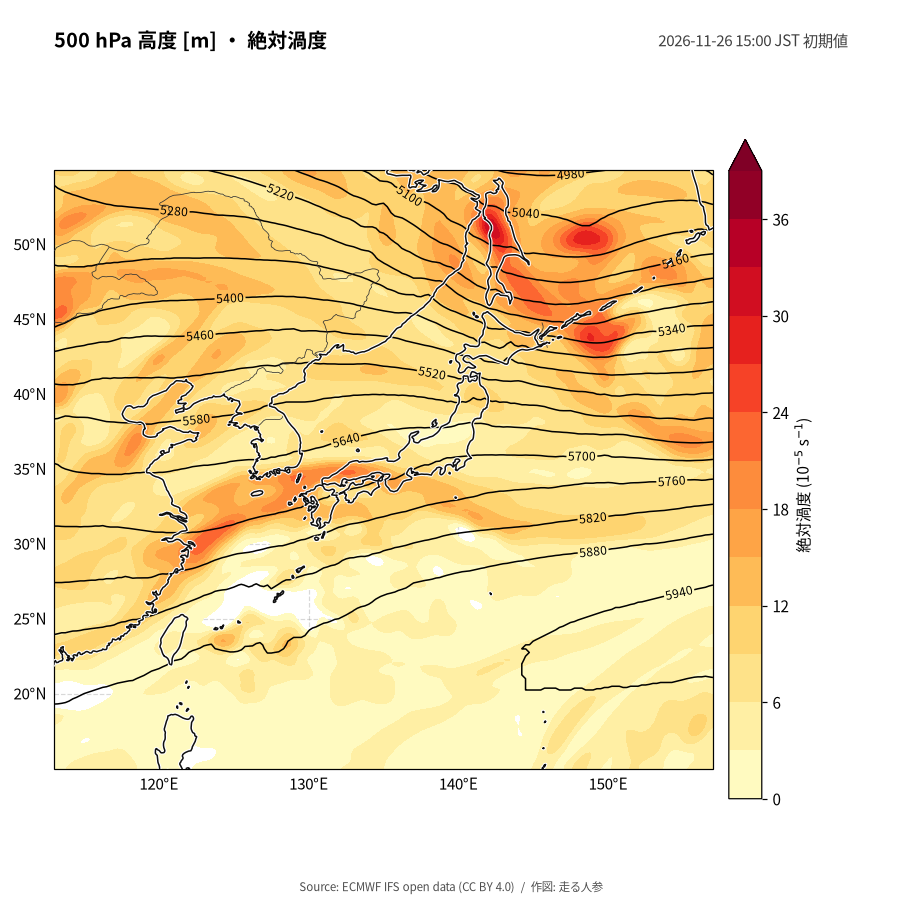 500 hPa 高度 [m] ・ 絶対渦度
2026-11-26 15:00 JST 初期値
4980
5220
5100
5280
5040
50°N
5160
36
5400
45°N
5340
30
5460
5520
40°N
24
5580
5640
35°N
5700
5760
18
5820
30°N
5880
絶対渦度 (10⁻⁵ s⁻¹)
5940
25°N
12
20°N
6
0
120°E
130°E
140°E
150°E
Source: ECMWF IFS open data (CC BY 4.0) / 作図: 走る人参